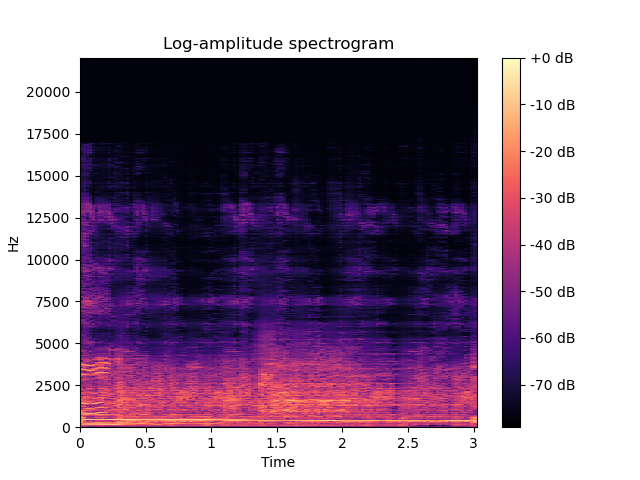 Log-amplitude spectrogram
Hz
20000
17500
15000
12500
10000
7500
5000
2500
0
0 0.5 1 1.5 2 2.5 3
Time
+0 dB
-10 dB
-20 dB
-30 dB
-40 dB
-50 dB
-60 dB
-70 dB